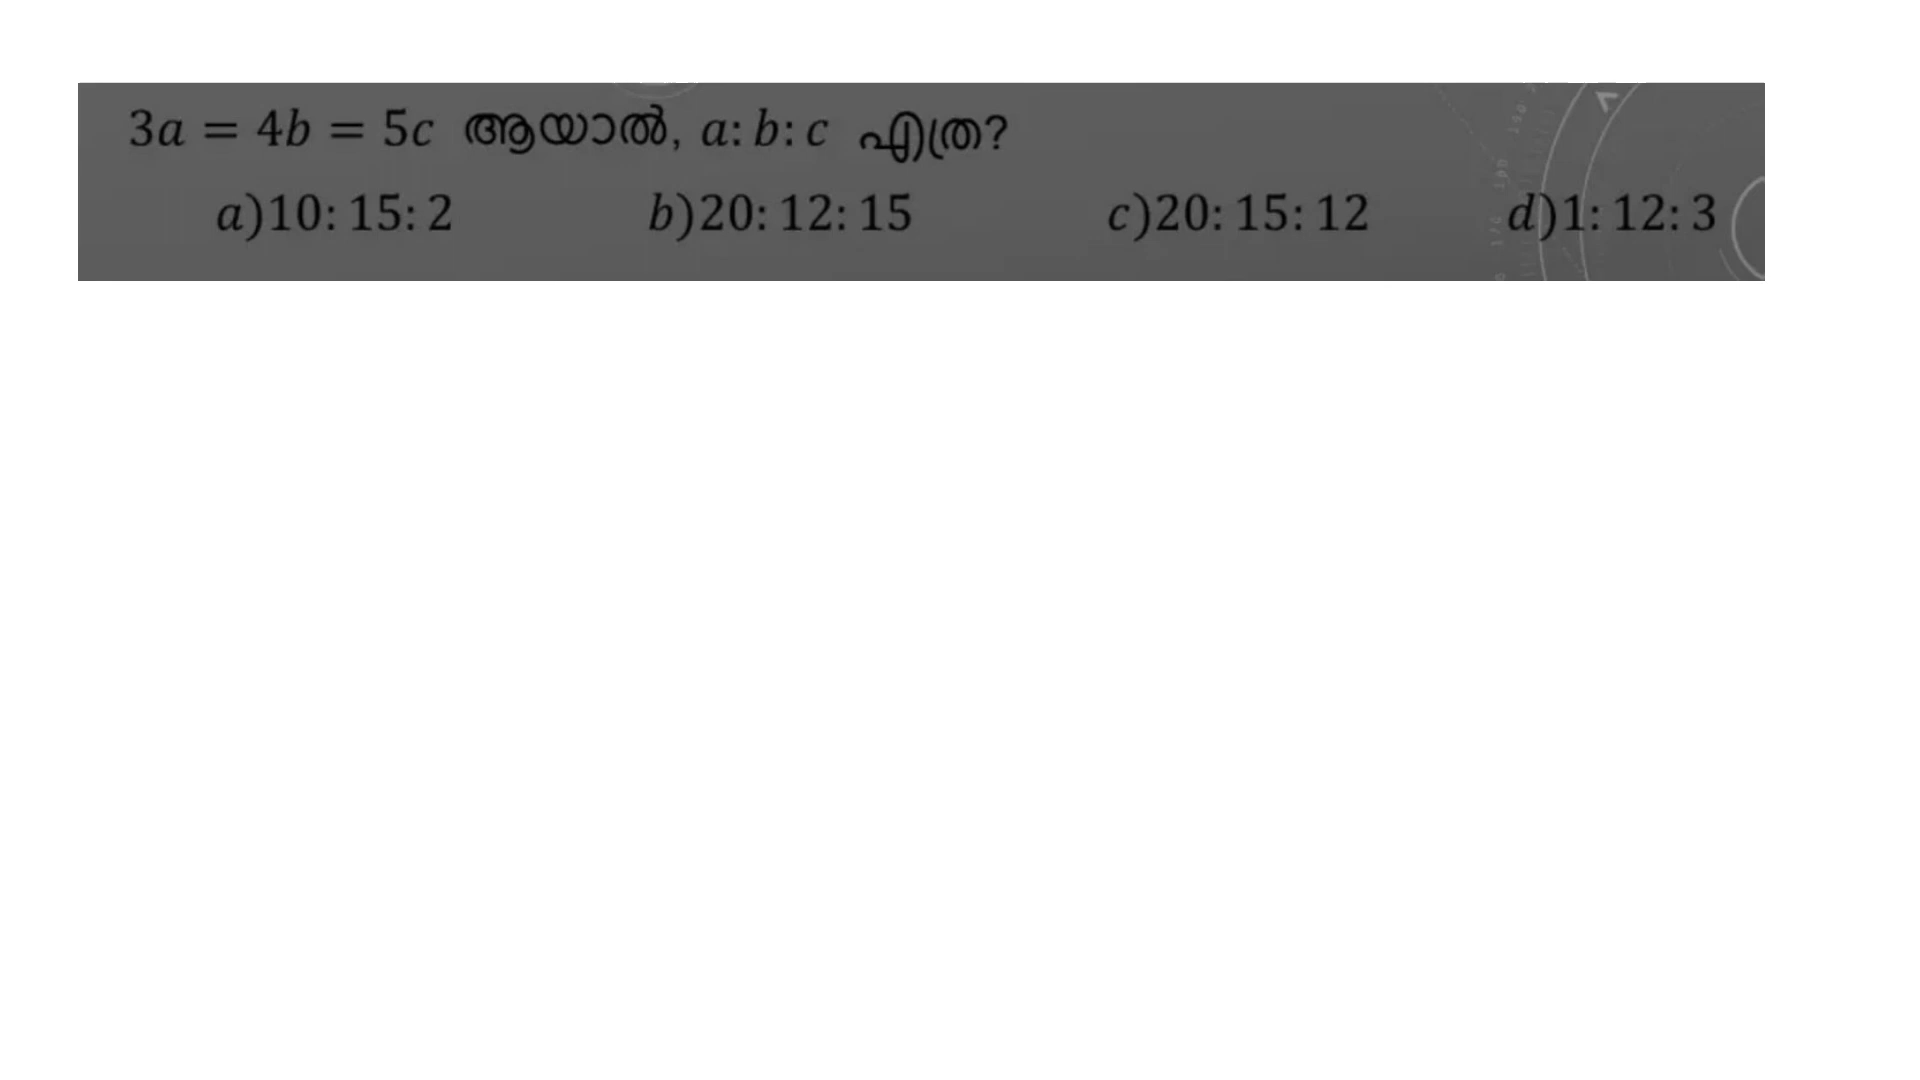 3a = 4b = 5c ആയാൽ, a: b: c എത്ര?
a)10: 15: 2 b)20: 12: 15 c)20: 15: 12 d)1: 12: 3